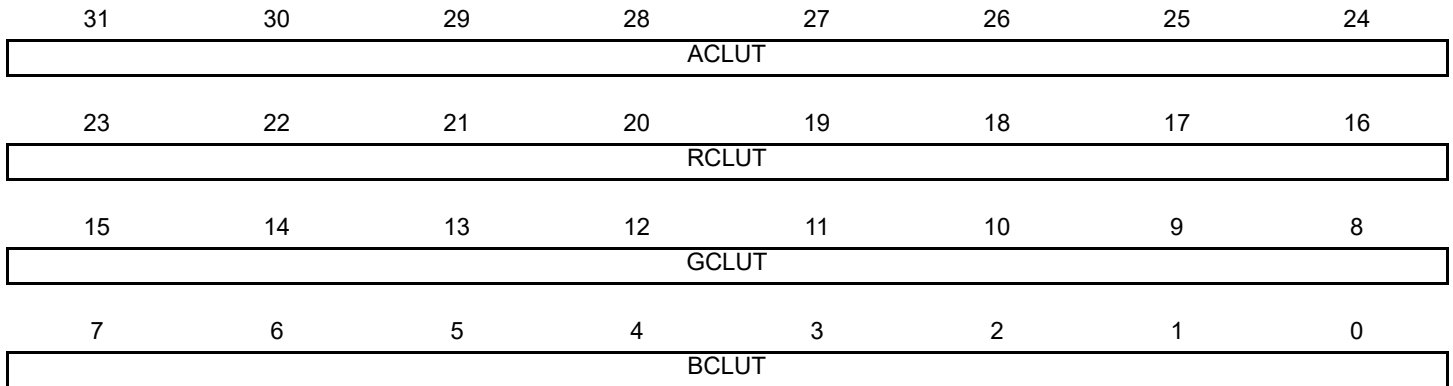 31 30 29 28 27 26 25 24
ACLUT
23 22 21 20 19 18 17 16
RCLUT
15 14 13 12 11 10 9 8
GCLUT
7 6 5 4 3 2 1 0
BCLUT